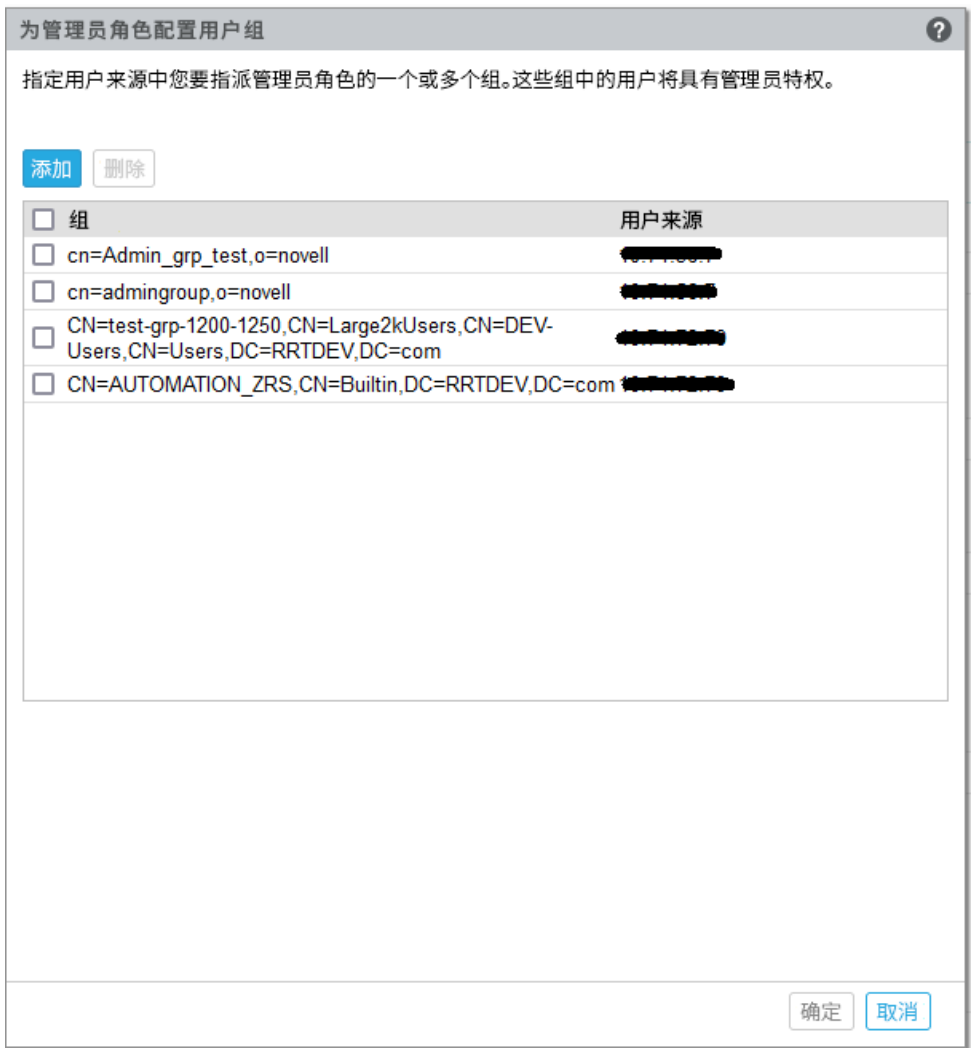 为管理员角色配置用户组
指定用户来源中您要指派管理员角色的一个或多个组。这些组中的用户将具有管理员特权。
添加 删除
组 用户来源
cn=Admin_grp_test,o=novell
cn=admingroup,o=novell
CN=test-grp-1200-1250,CN=Large2kUsers,CN=DEV-
Users,CN=Users,DC=RRTDEV,DC=com
CN=AUTOMATION_ZRS,CN=Builtin,DC=RRTDEV,DC=com
确定 取消